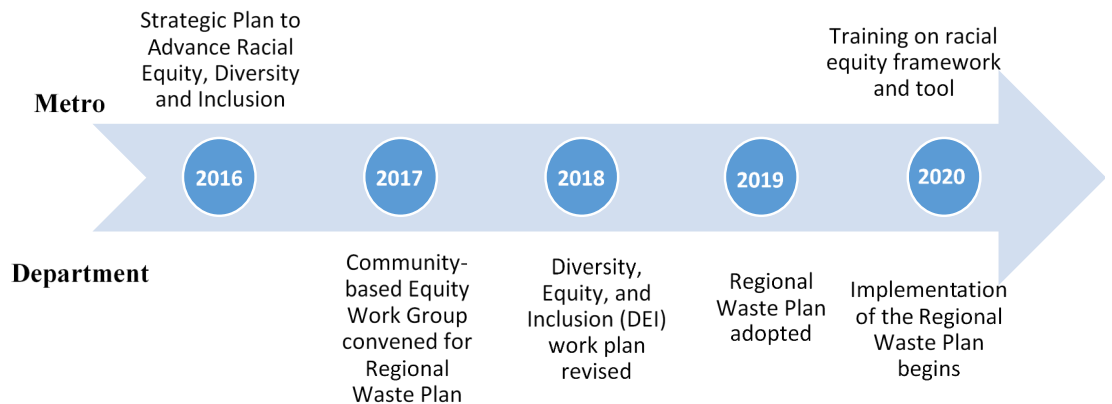 Strategic Plan to
Advance Racial
Equity, Diversity
and Inclusion
Training on racial
equity framework
and tool
Metro
2016
2017
2018
2019
2020
Department
Community-
based Equity
Work Group
convened for
Regional
Waste Plan
Diversity,
Equity, and
Inclusion (DEI)
work plan
revised
Regional
Waste Plan
adopted
Implementation
of the Regional
Waste Plan
begins